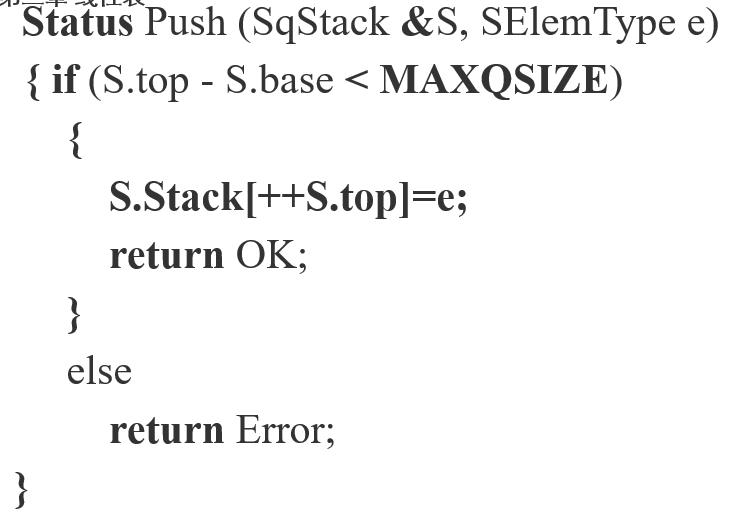 Status Push (SqStack &S, SElemType e)
{ if (S.top - S.base < MAXQSIZE)
{
S.Stack[++S.top]=e;
return OK;
}
else
return Error;
}